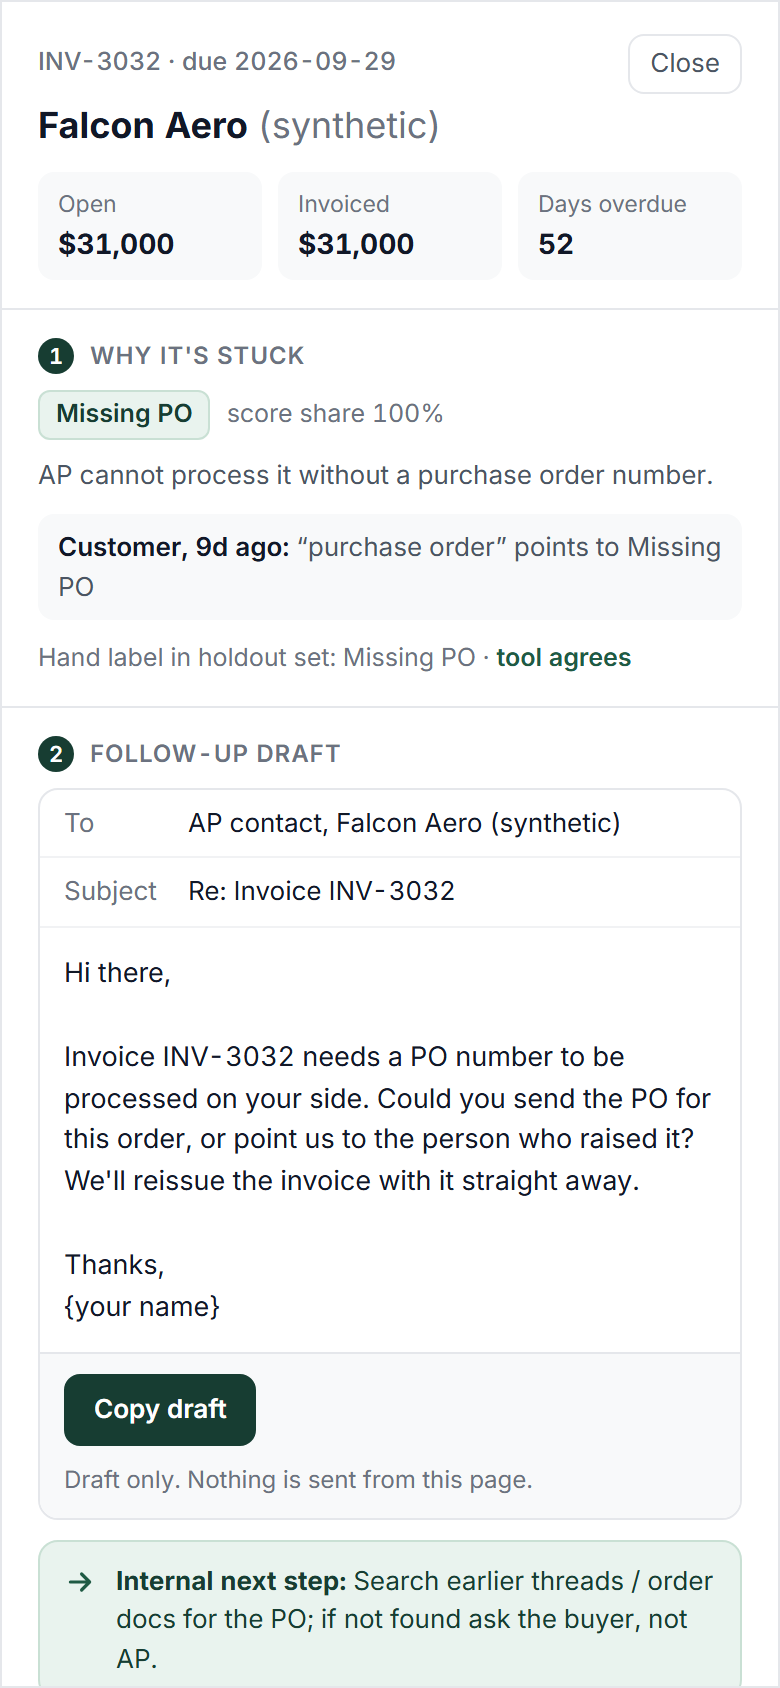 INV-3032 · due 2026-09-29
Close
Falcon Aero (synthetic)
Open
$31,000
Invoiced
$31,000
Days overdue
52
1 WHY IT'S STUCK
Missing PO score share 100%
AP cannot process it without a purchase order number.
Customer, 9d ago: “purchase order” points to Missing
PO
Hand label in holdout set: Missing PO · tool agrees
2 FOLLOW-UP DRAFT
To AP contact, Falcon Aero (synthetic)
Subject Re: Invoice INV-3032
Hi there,
Invoice INV-3032 needs a PO number to be
processed on your side. Could you send the PO for
this order, or point us to the person who raised it?
We'll reissue the invoice with it straight away.
Thanks,
{your name}
Copy draft
Draft only. Nothing is sent from this page.
→ Internal next step: Search earlier threads / order
docs for the PO; if not found ask the buyer, not
AP.